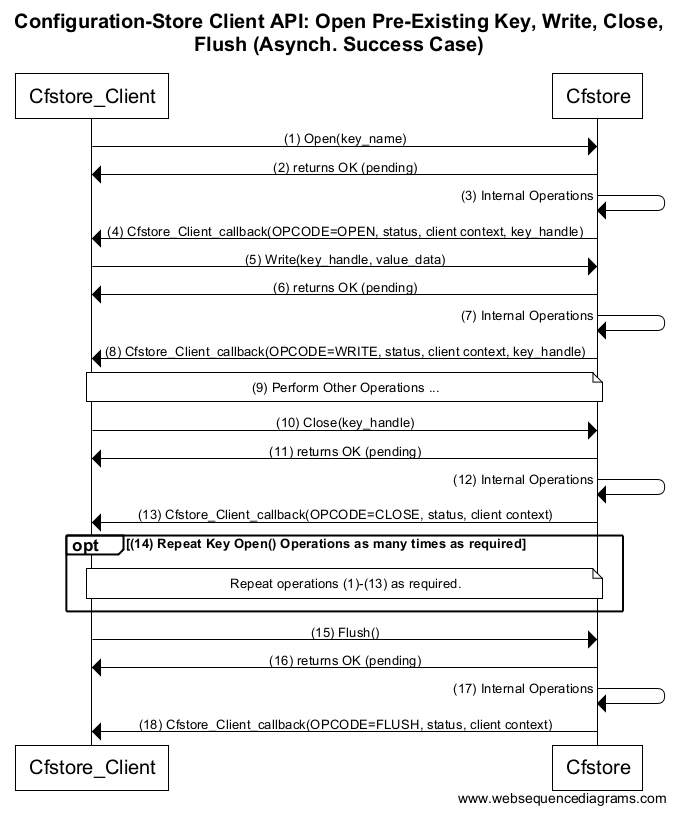 Configuration-Store Client API: Open Pre-Existing Key, Write, Close,
Flush (Asynch. Success Case)
Cfstore_Client
Cfstore
(1) Open(key_name)
(2) returns OK (pending)
(3) Internal Operations
(4) Cfstore_Client_callback(OPCODE=OPEN, status, client context, key_handle)
(5) Write(key_handle, value_data)
(6) returns OK (pending)
(7) Internal Operations
(8) Cfstore_Client_callback(OPCODE=WRITE, status, client context, key_handle)
(9) Perform Other Operations ...
(10) Close(key_handle)
(11) returns OK (pending)
(12) Internal Operations
(13) Cfstore_Client_callback(OPCODE=CLOSE, status, client context)
opt [(14) Repeat Key Open() Operations as many times as required]
Repeat operations (1)-(13) as required.
(15) Flush()
(16) returns OK (pending)
(17) Internal Operations
(18) Cfstore_Client_callback(OPCODE=FLUSH, status, client context)
Cfstore_Client
Cfstore
www.websequencediagrams.com